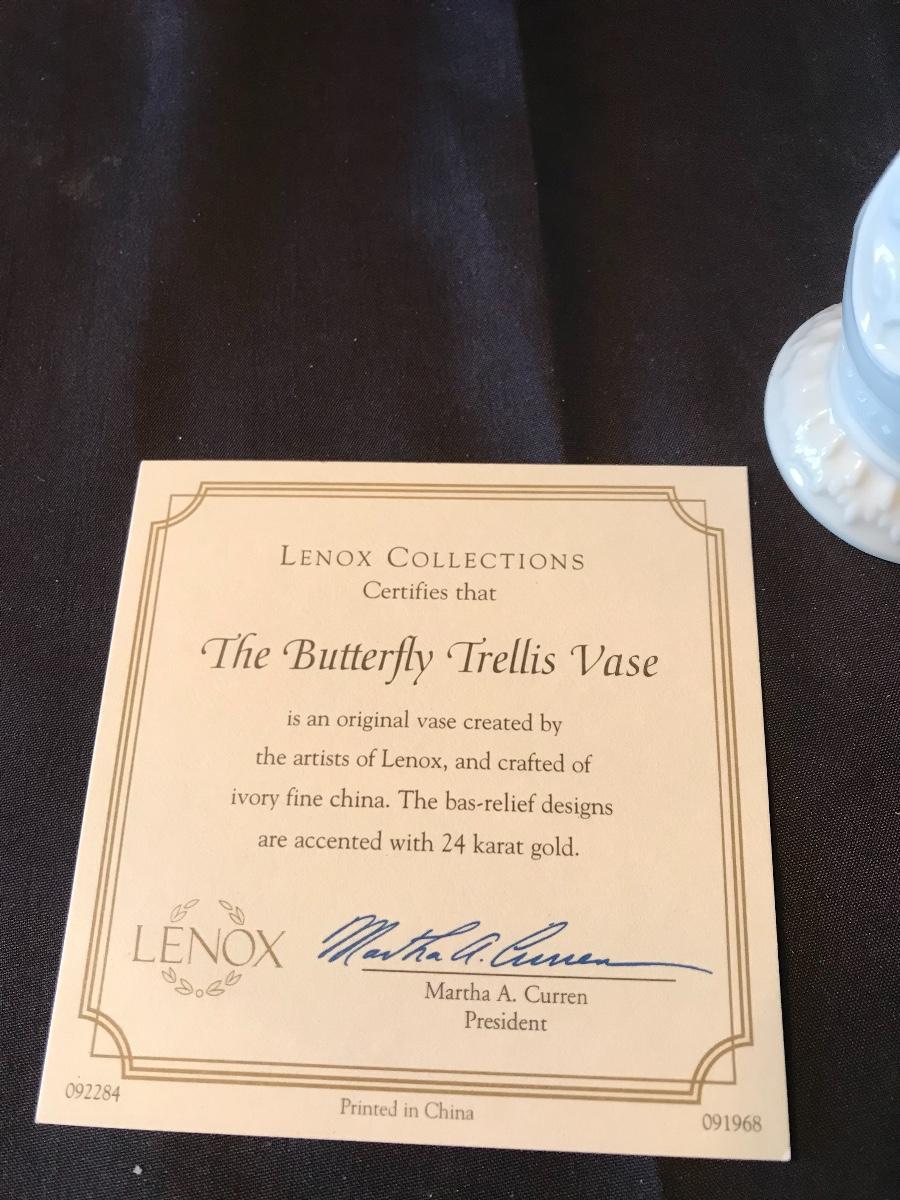 LENOX COLLECTIONS
Certifies that
The Butterfly Trellis Vase
is an original vase created by
the artists of Lenox, and crafted of
ivory fine china. The bas-relief designs
are accented with 24 karat gold.
LENOX
Martha A. Curren
Martha A. Curren
President
092284
Printed in China
091968